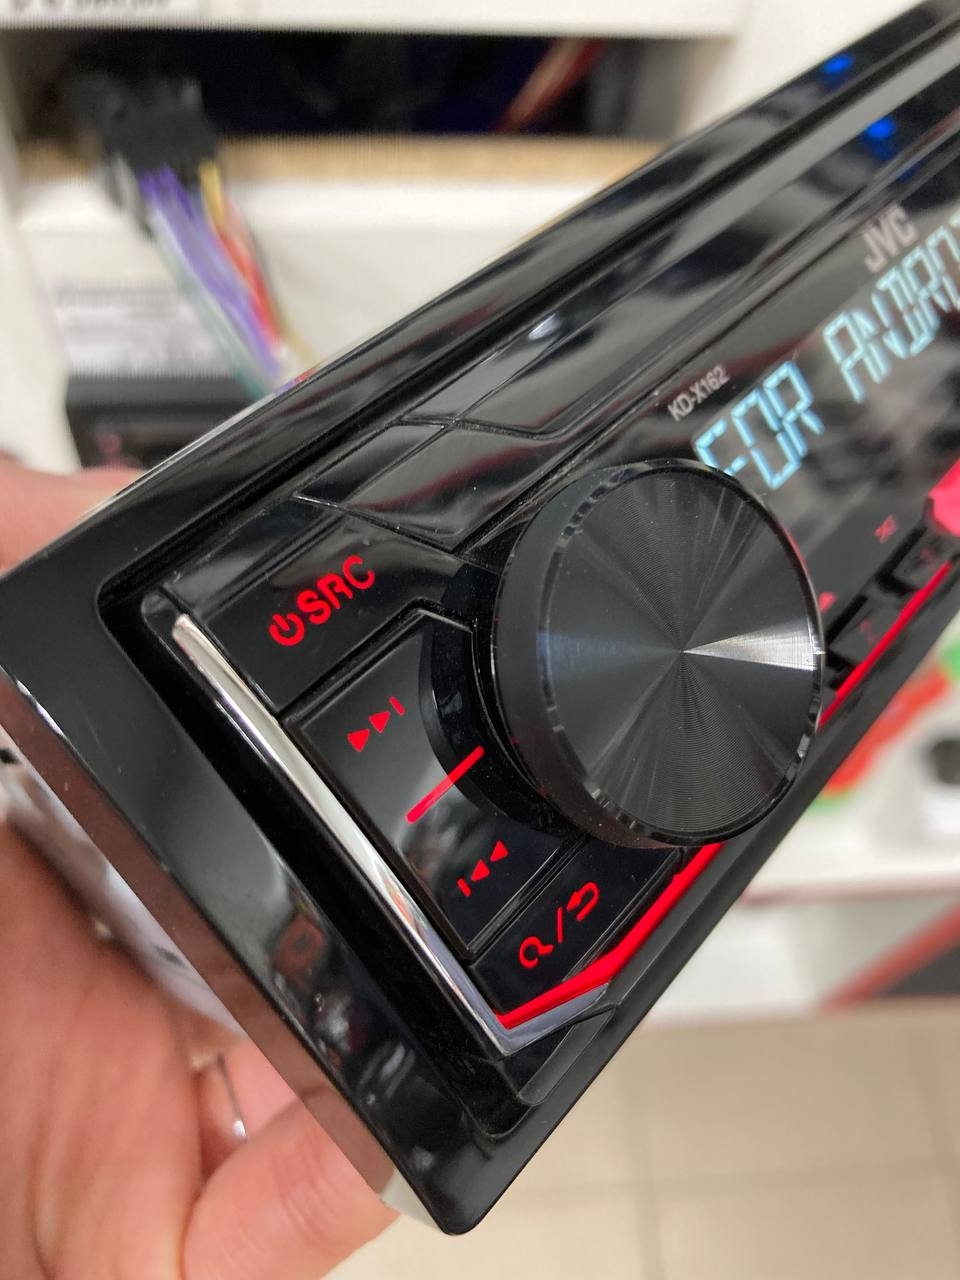 JVC
KD-X162
FOR ANDRO
SRC